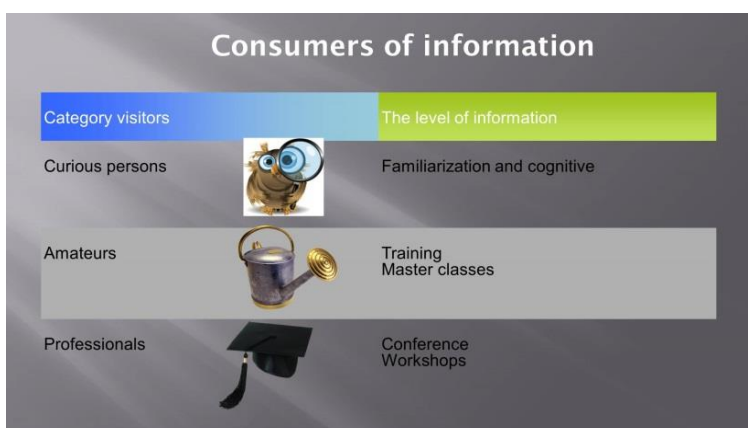 Consumers of information
Category visitors
The level of information
Curious persons
Familiarization and cognitive
Amateurs
Training
Master classes
Professionals
Conference
Workshops